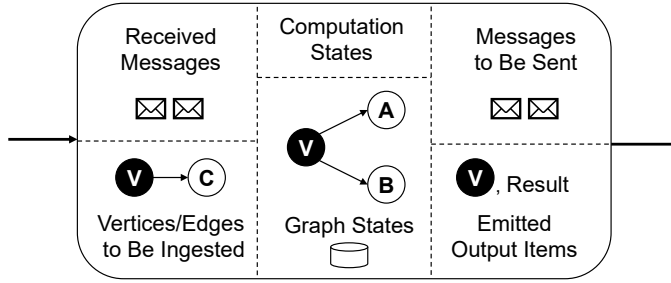 Received
Messages
V
C
Vertices/Edges
to Be Ingested
Computation
States
V
A
B
Graph States
Messages
to Be Sent
V , Result
Emitted
Output Items